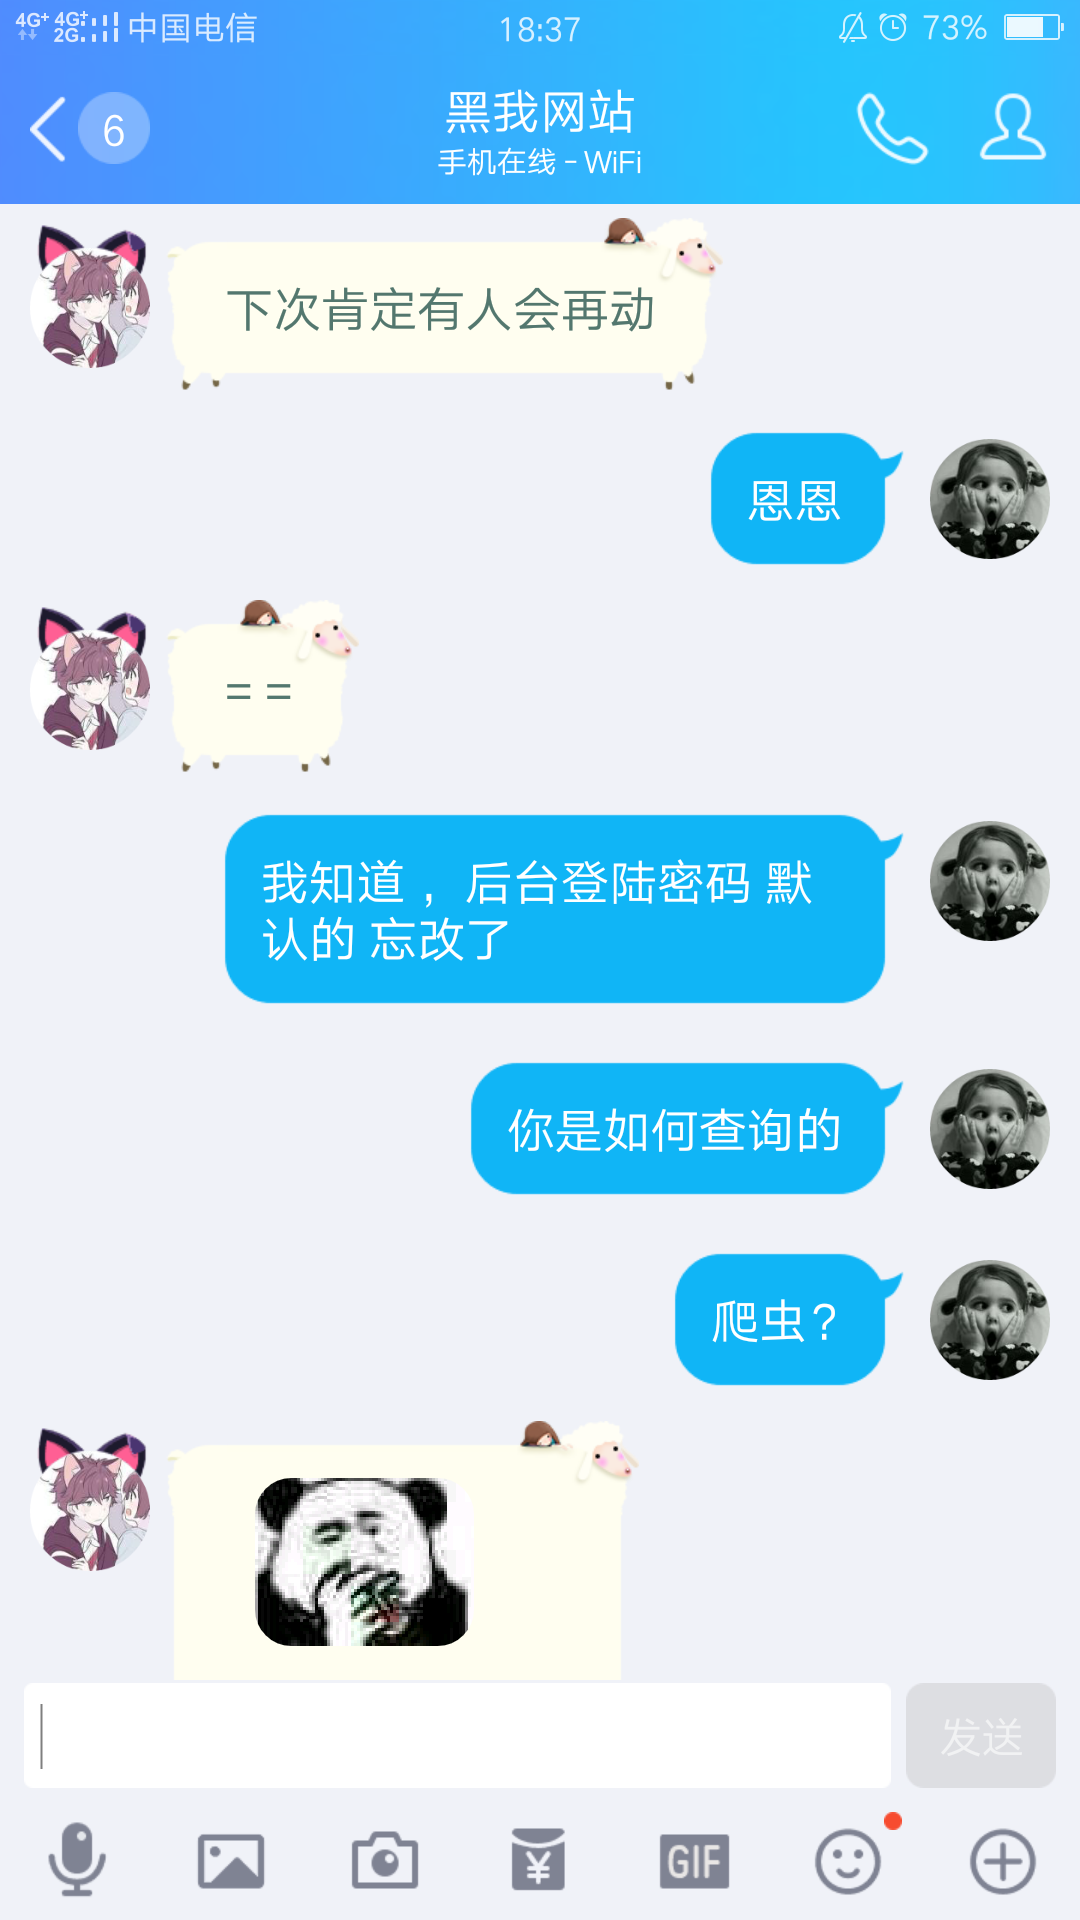 4G+ 4G+ 2G 中国电信 18:37 73%
6 黑我网站
手机在线 - WiFi
下次肯定有人会再动
恩恩
= =
我知道 ，后台登陆密码 默
认的 忘改了
你是如何查询的
爬虫？
发送
GIF